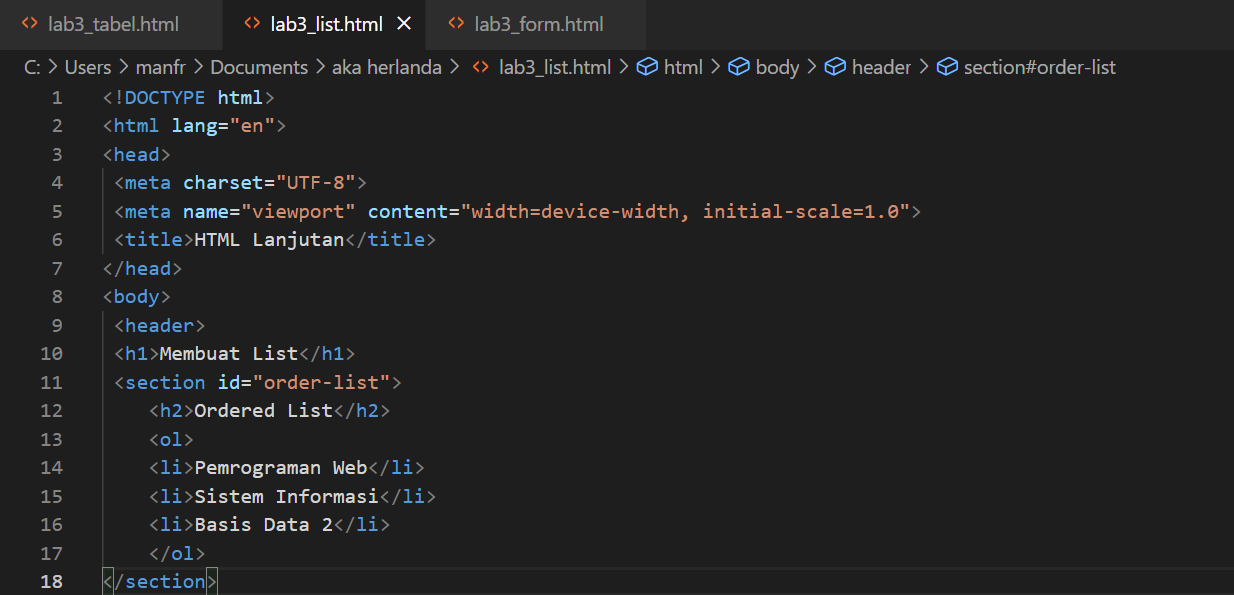 lab3_tabel.html lab3_list.html lab3_form.html
C: > Users > manfr > Documents > aka herlanda > lab3_list.html > html > body > header > section#order-list
1 <!DOCTYPE html>
2 <html lang="en">
3 <head>
4 <meta charset="UTF-8">
5 <meta name="viewport" content="width=device-width, initial-scale=1.0">
6 <title>HTML Lanjutan</title>
7 </head>
8 <body>
9 <header>
10 <h1>Membuat List</h1>
11 <section id="order-list">
12 <h2>Ordered List</h2>
13 <ol>
14 <li>Pemrograman Web</li>
15 <li>Sistem Informasi</li>
16 <li>Basis Data 2</li>
17 </ol>
18 </section>